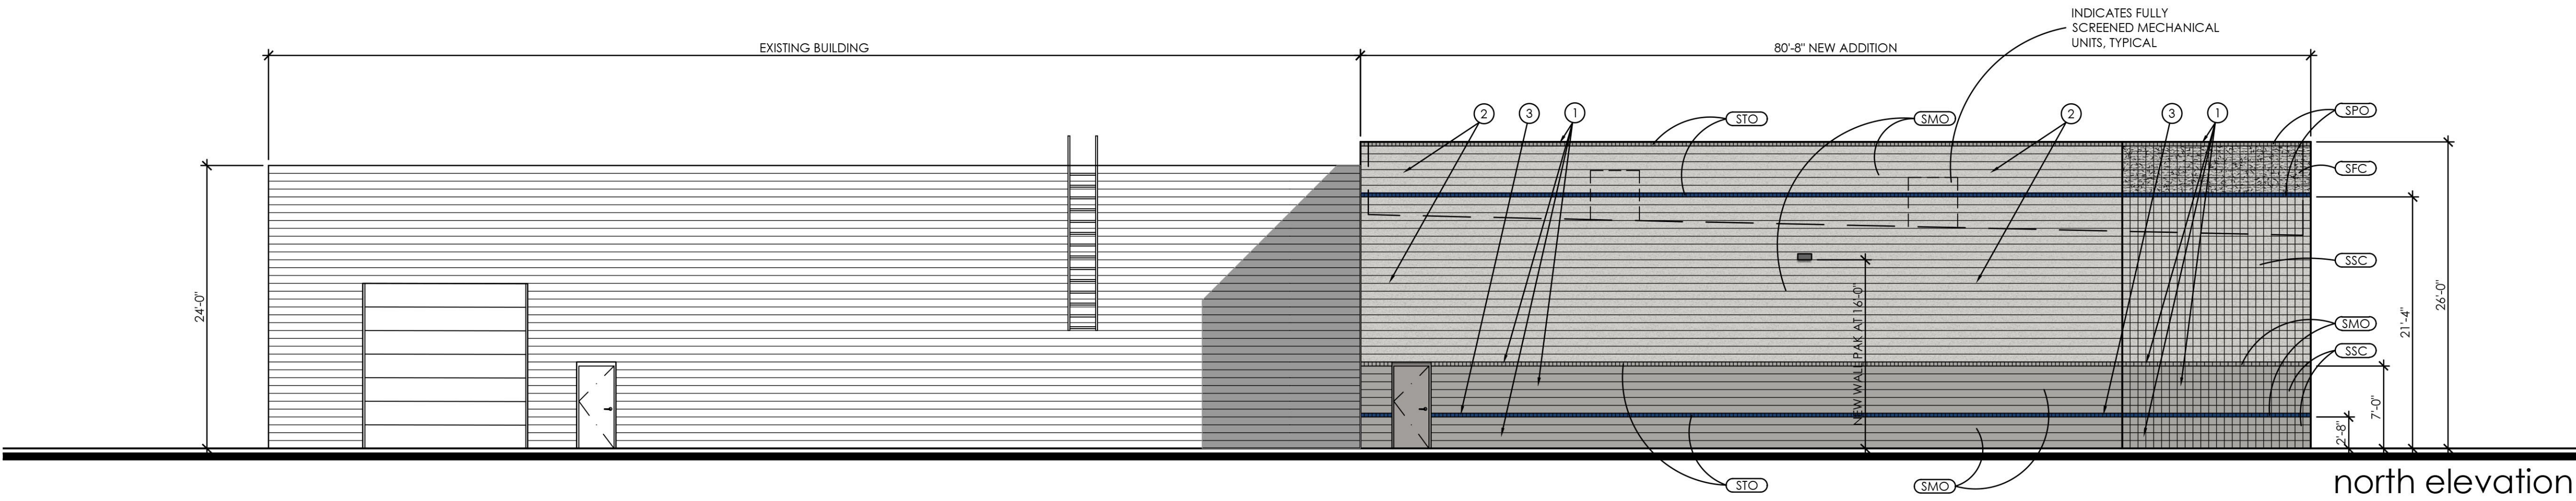 INDICATES FULLY
SCREENED MECHANICAL
UNITS, TYPICAL
EXISTING BUILDING
80'-8" NEW ADDITION
2
3
1
STO
SMO
2
3
1
SPO
SFC
SSC
SMO
SSC
24'-0"
NEW WALL PAK AT 16'-0"
2'-8"
7'-0"
21'-4"
26'-0"
STO
SMO
north elevation